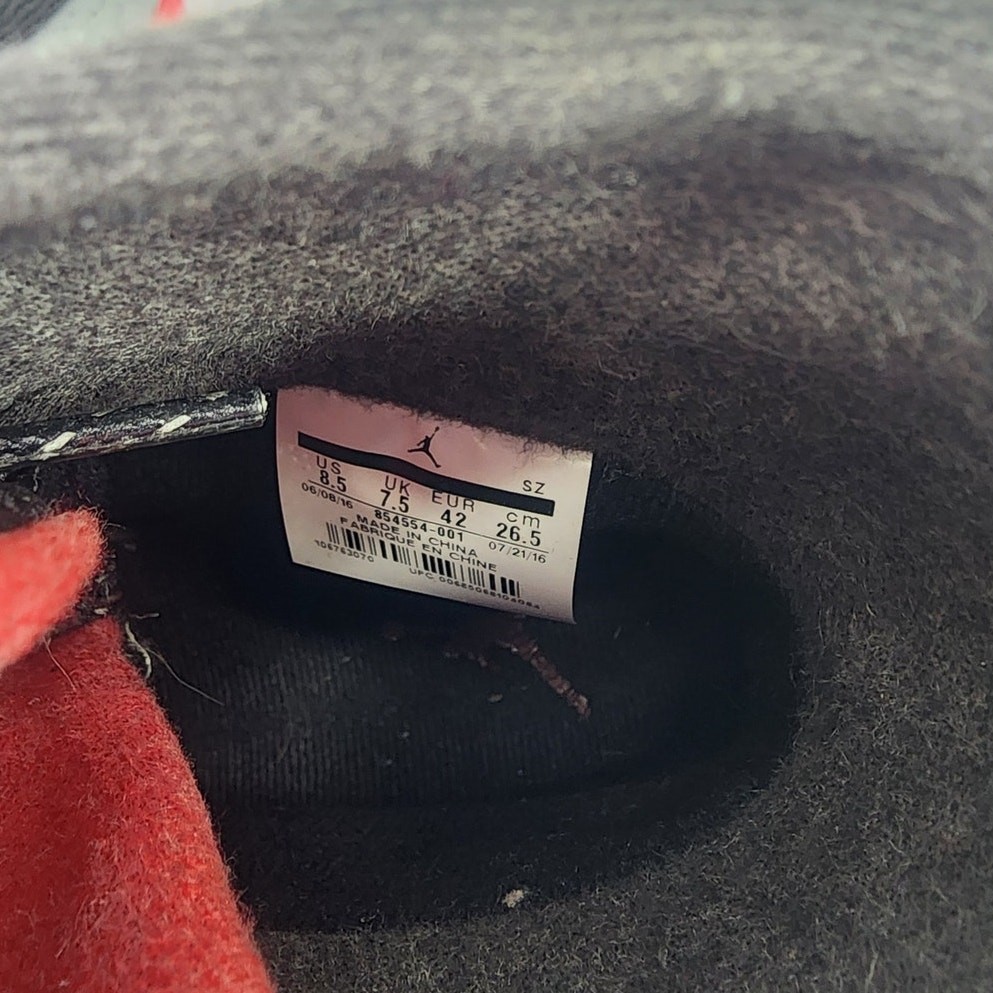 US UK EUR SZ cm
8.5 7.5 42 26.5
06/08/16 854554-001 07/21/16
MADE IN CHINA
FABRIQUE EN CHINE